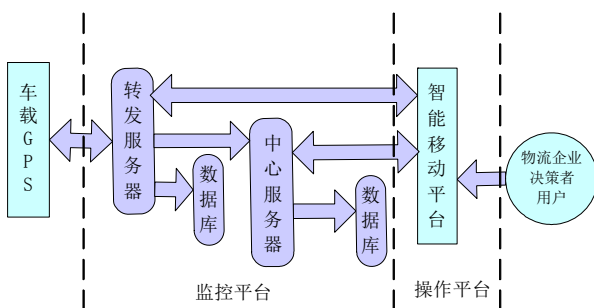 车载GPS
转发服务器
数据库
中心服务器
数据库
智能移动平台
物流企业
决策者
用户
监控平台
操作平台